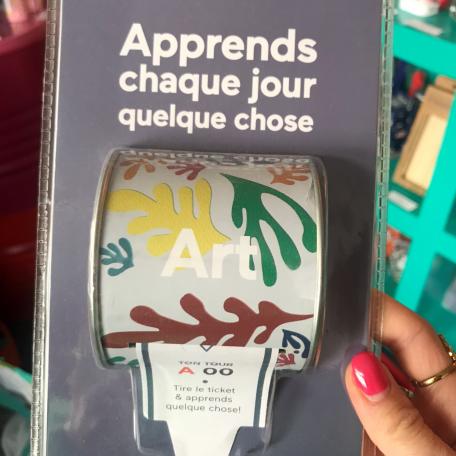 Apprends
chaque jour
quelque chose
Art
TON TOUR
A 00
Tire le ticket
& apprends
quelque chose!